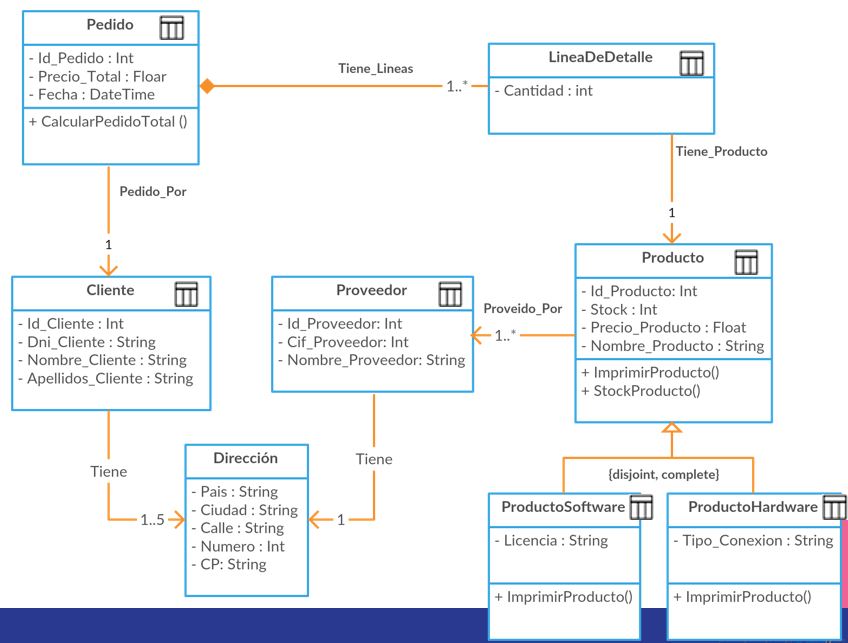 Pedido
- Id_Pedido : Int
- Precio_Total : Floar
- Fecha : DateTime
+ CalcularPedidoTotal ()
Tiene_Lineas
1..*
LineaDeDetalle
- Cantidad : int
Pedido_Por
1
Tiene_Producto
1
Cliente
- Id_Cliente : Int
- Dni_Cliente : String
- Nombre_Cliente : String
- Apellidos_Cliente : String
Proveedor
- Id_Proveedor: Int
- Cif_Proveedor: Int
- Nombre_Proveedor: String
Proveido_Por
1..*
Producto
- Id_Producto: Int
- Stock : Int
- Precio_Producto : Float
- Nombre_Producto : String
+ ImprimirProducto()
+ StockProducto()
Tiene
1..5
Dirección
- Pais : String
- Ciudad : String
- Calle : String
- Numero : Int
- CP: String
Tiene
1
{disjoint, complete}
ProductoSoftware
- Licencia : String
+ ImprimirProducto()
ProductoHardware
- Tipo_Conexion : String
+ ImprimirProducto()